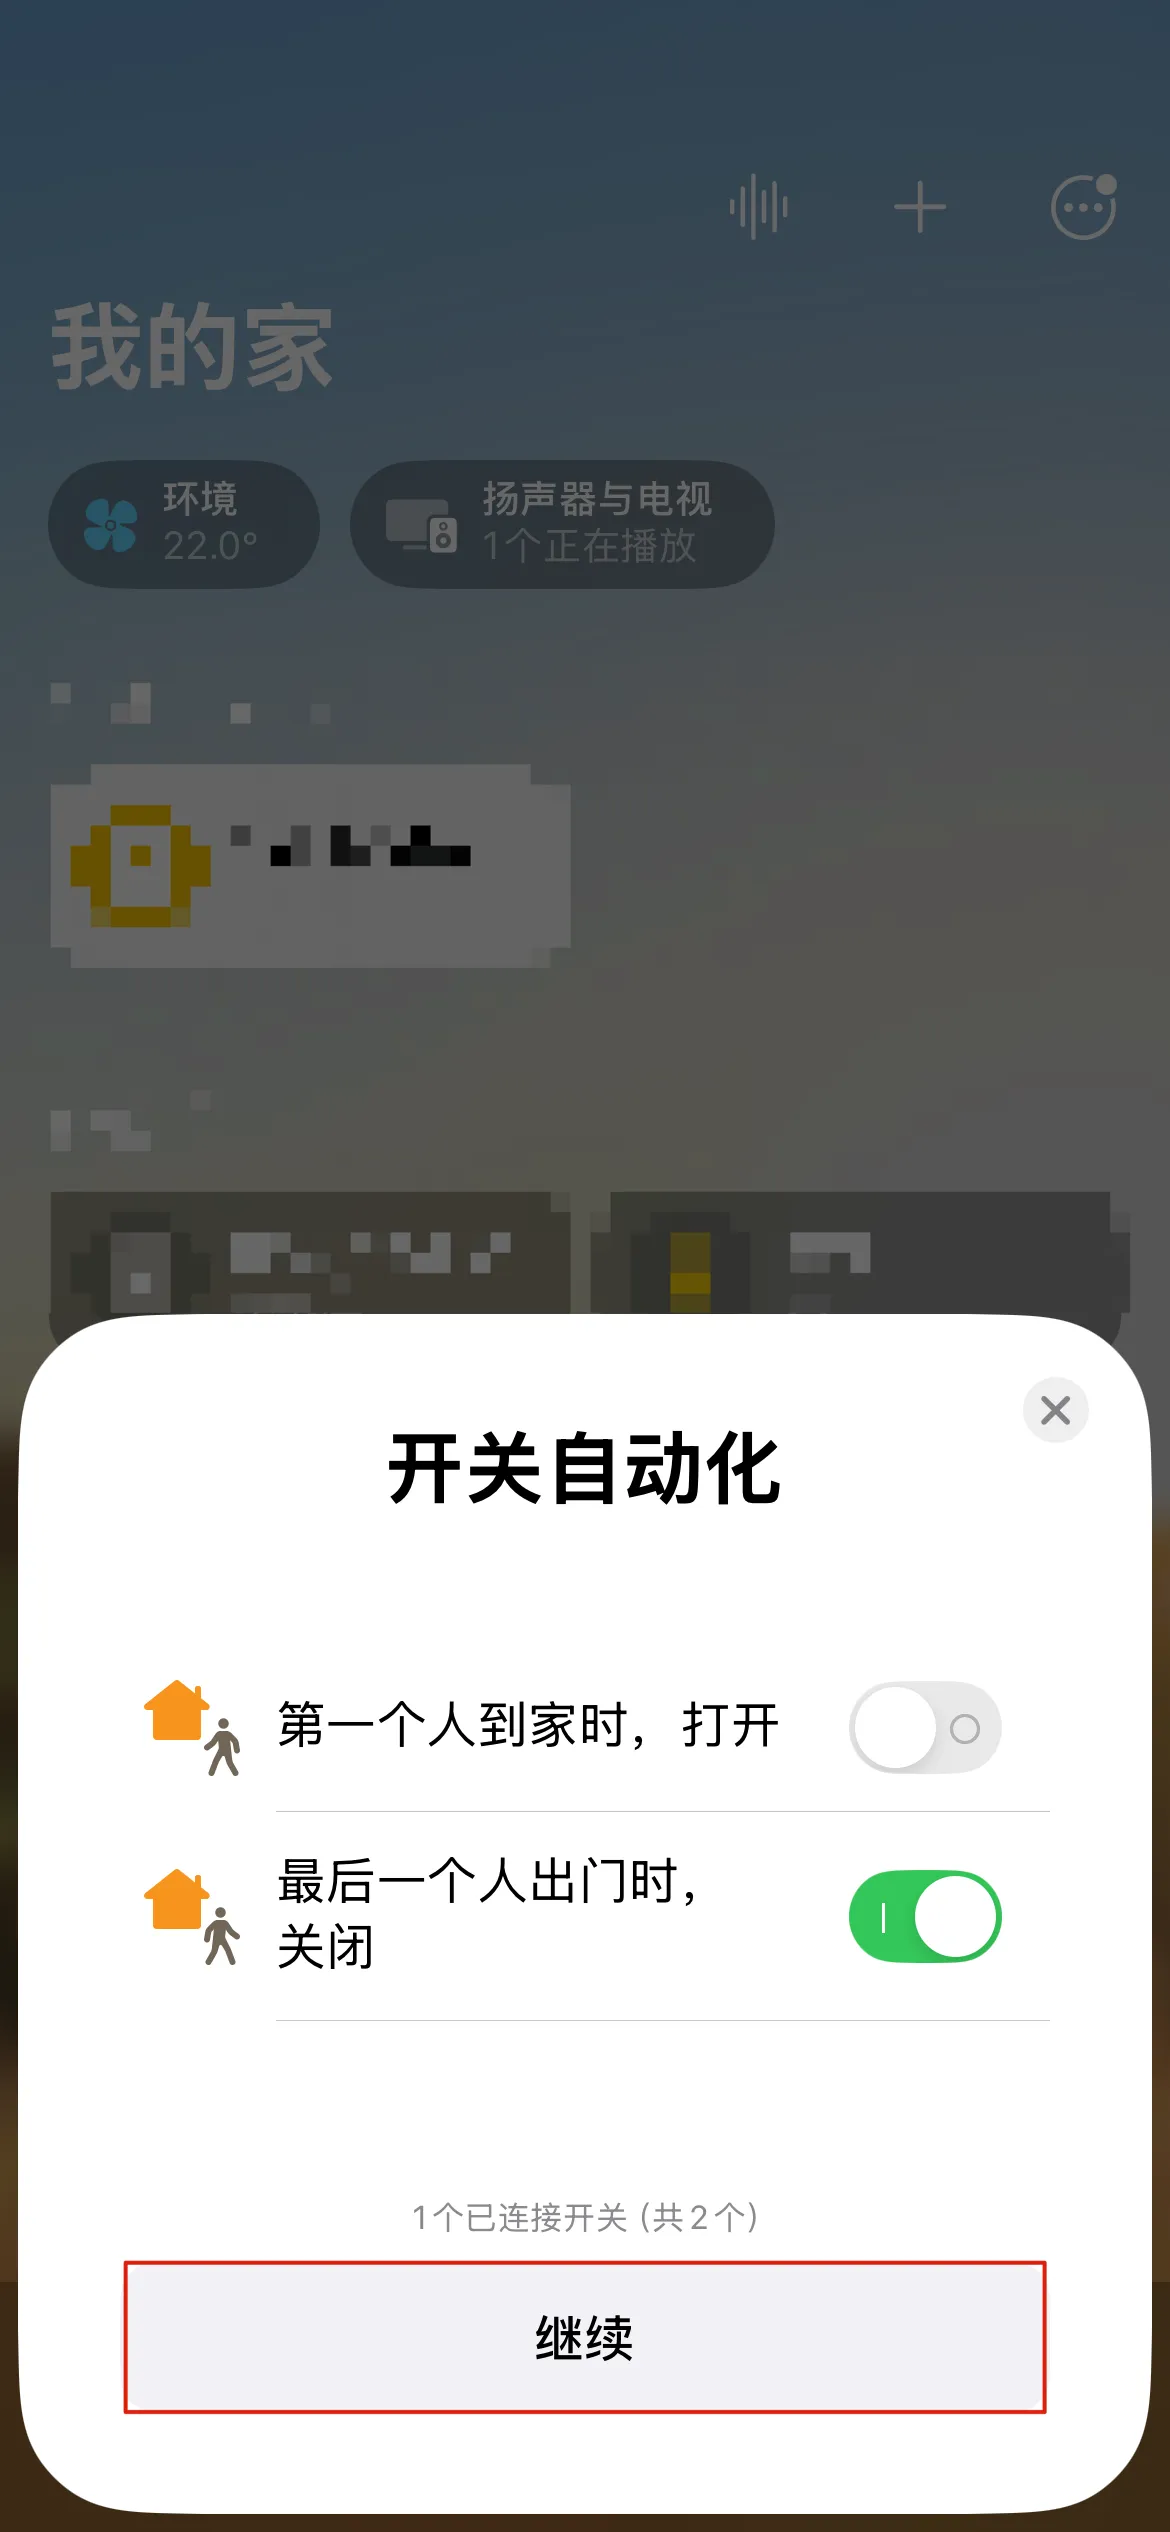 我的家
环境
22.0°
扬声器与电视
1个正在播放
开关自动化
第一个人到家时，打开
最后一个人出门时，
关闭
1个已连接开关 (共 2 个)
继续